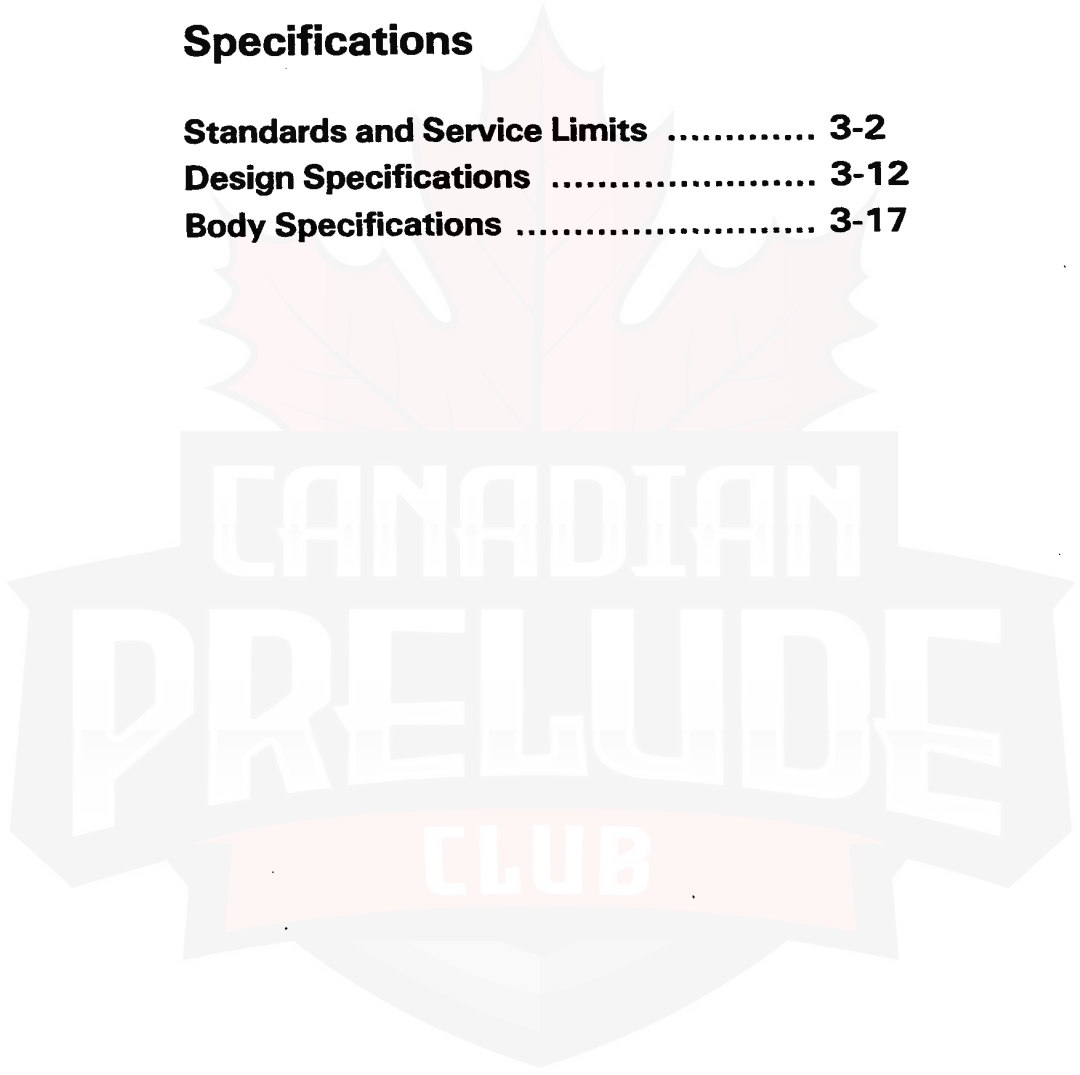 Specifications
Standards and Service Limits ............. 3-2
Design Specifications ....................... 3-12
Body Specifications .......................... 3-17
CANADIAN
PRELUDE
CLUB